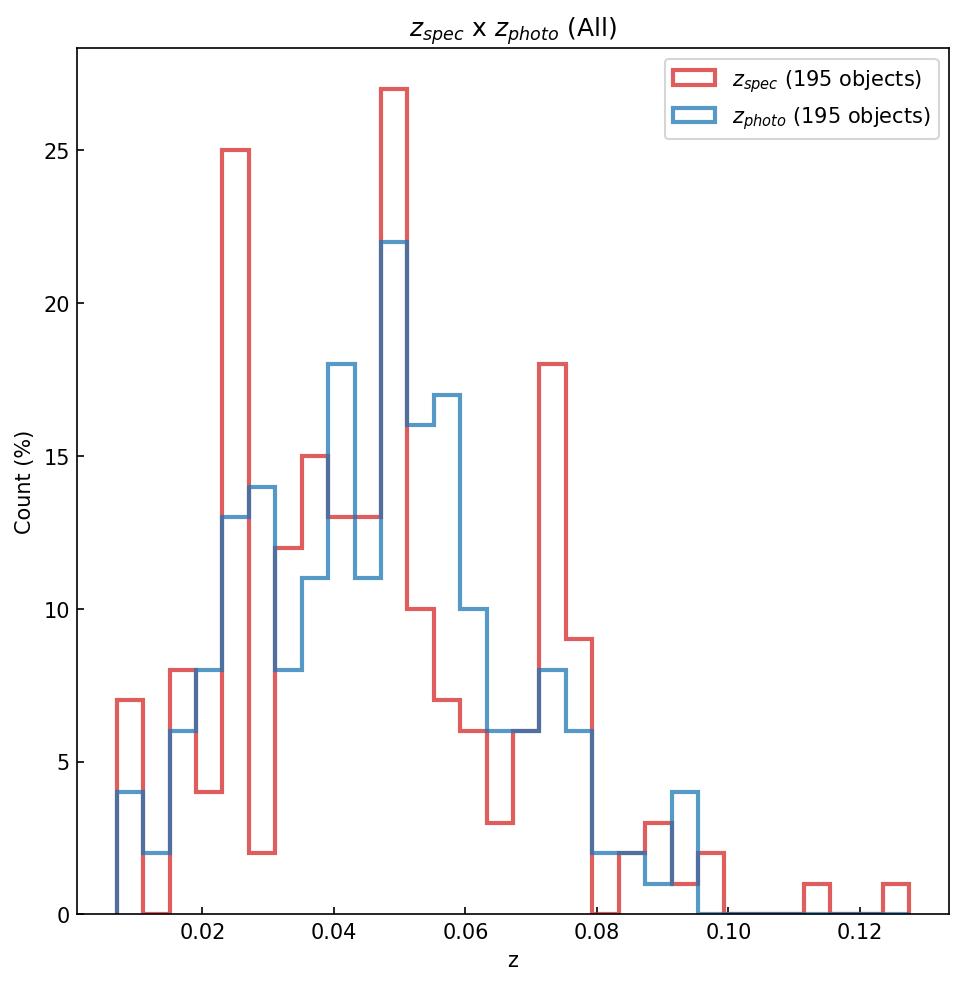 z_spec x z_photo (All)
z_spec (195 objects)
z_photo (195 objects)
25
20
15
10
5
0
Count (%)
0.02 0.04 0.06 0.08 0.10 0.12
z